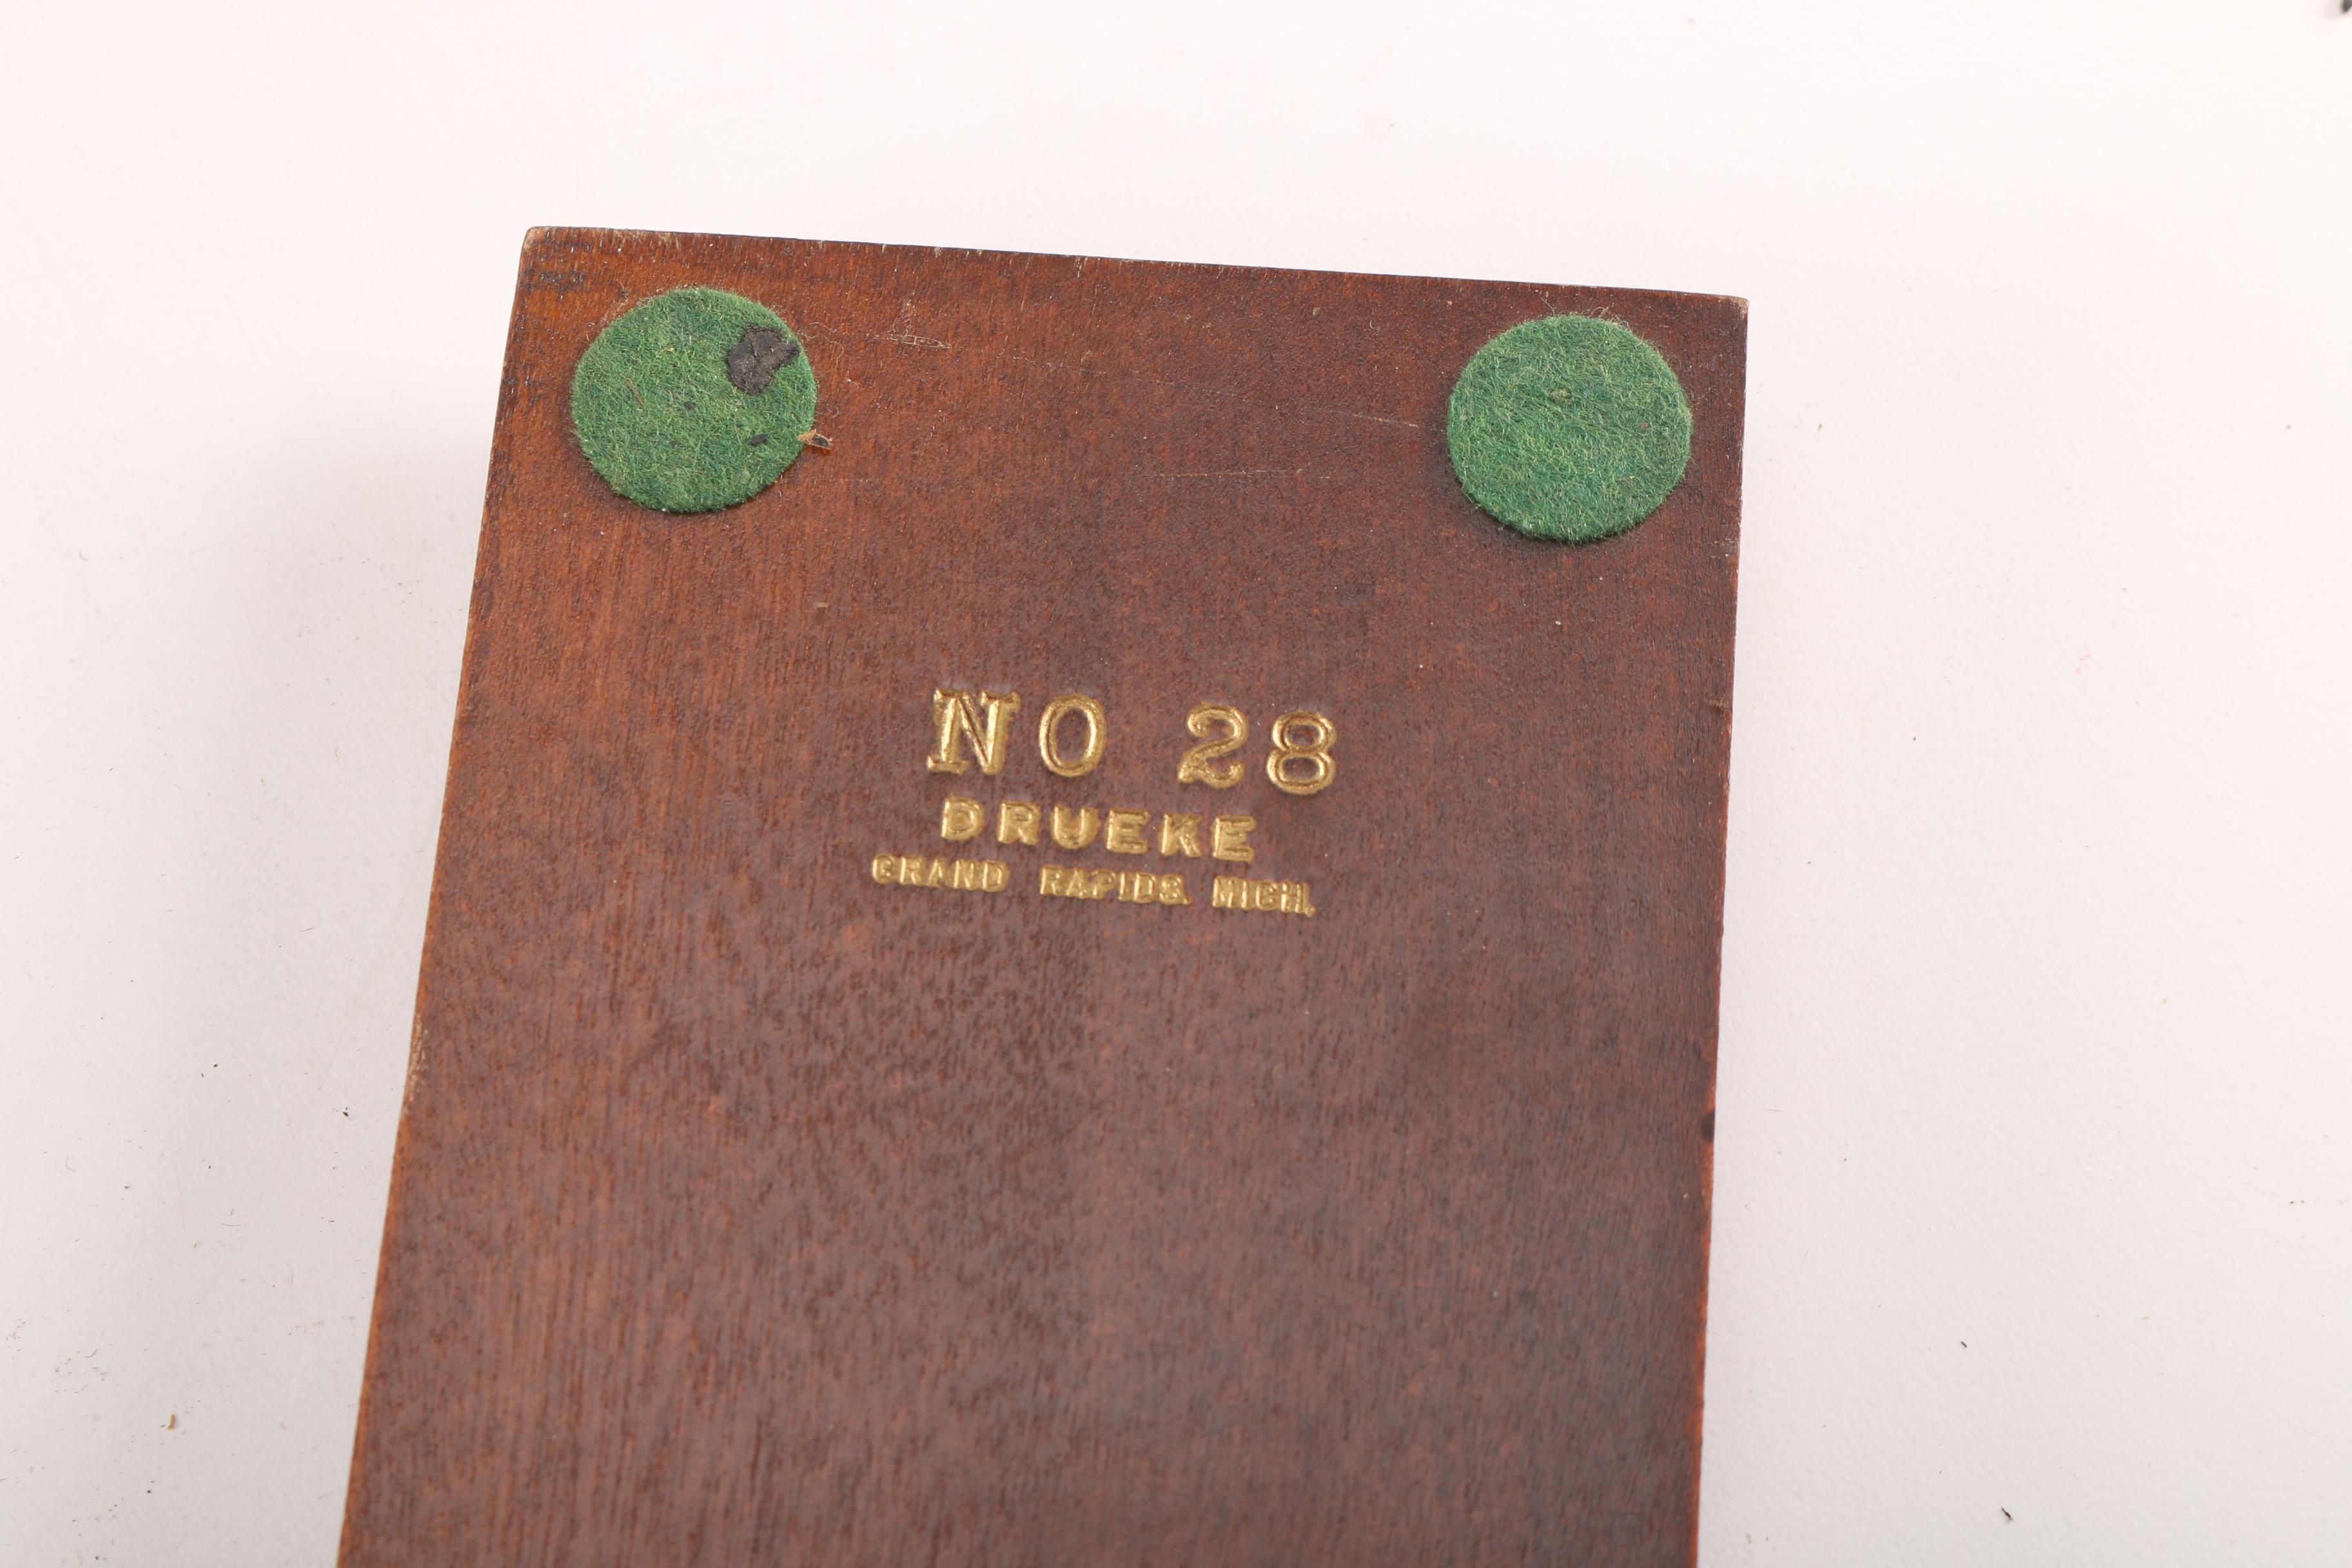 NO 28
DRUEKE
GRAND RAPIDS. MICH.